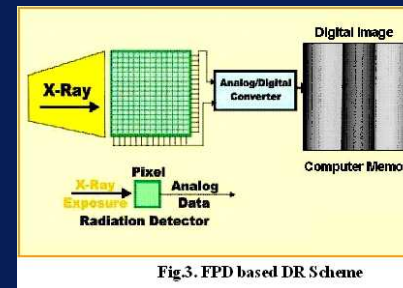 Digital Image
X-Ray
Analog/Digital
Converter
Computer Memo
Pixel
X-Ray
Exposure
Analog
Data
Radiation Detector
Fig.3. FPD based DR Scheme